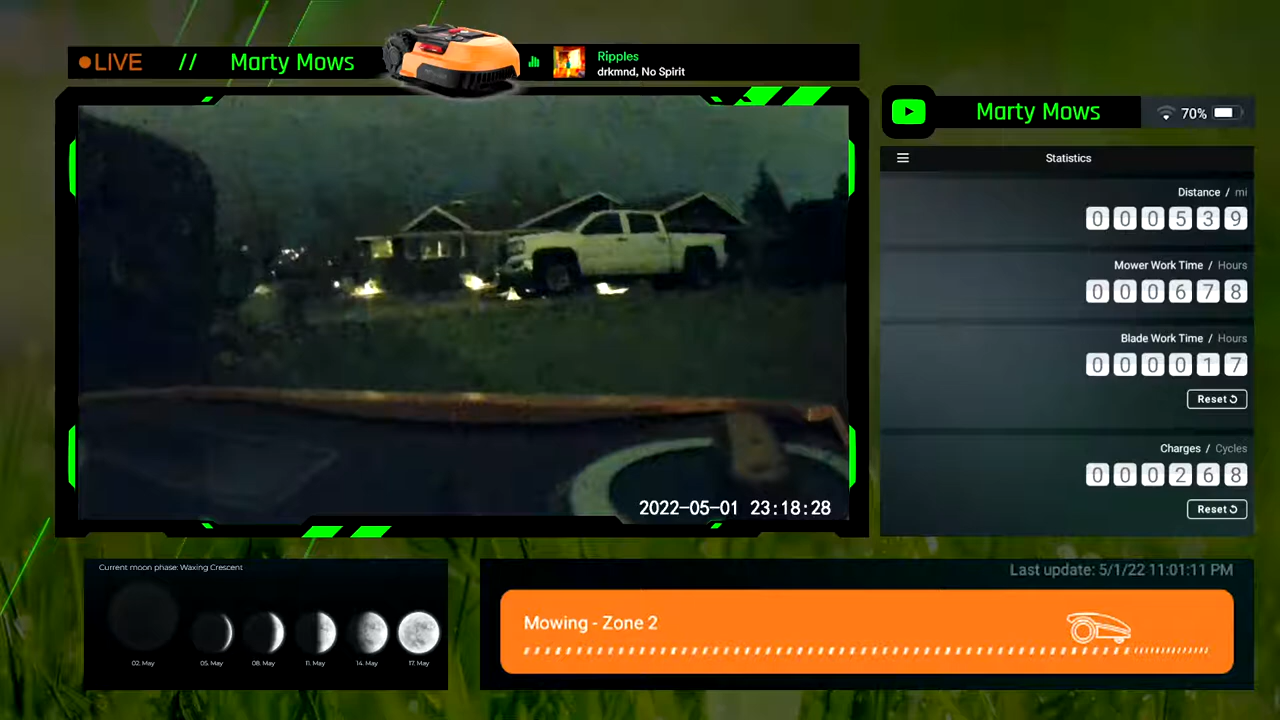 LIVE // Marty Mows
Ripples
drkmnd, No Spirit
Marty Mows
70%
Statistics
Distance / mi
000539
Mower Work Time / Hours
000678
Blade Work Time / Hours
000017
Reset
Charges / Cycles
000268
Reset
2022-05-01 23:18:28
Current moon phase: Waxing Crescent
02. May 05. May 08. May 11. May 14. May 17. May
Last update: 5/1/22 11:01:11 PM
Mowing - Zone 2